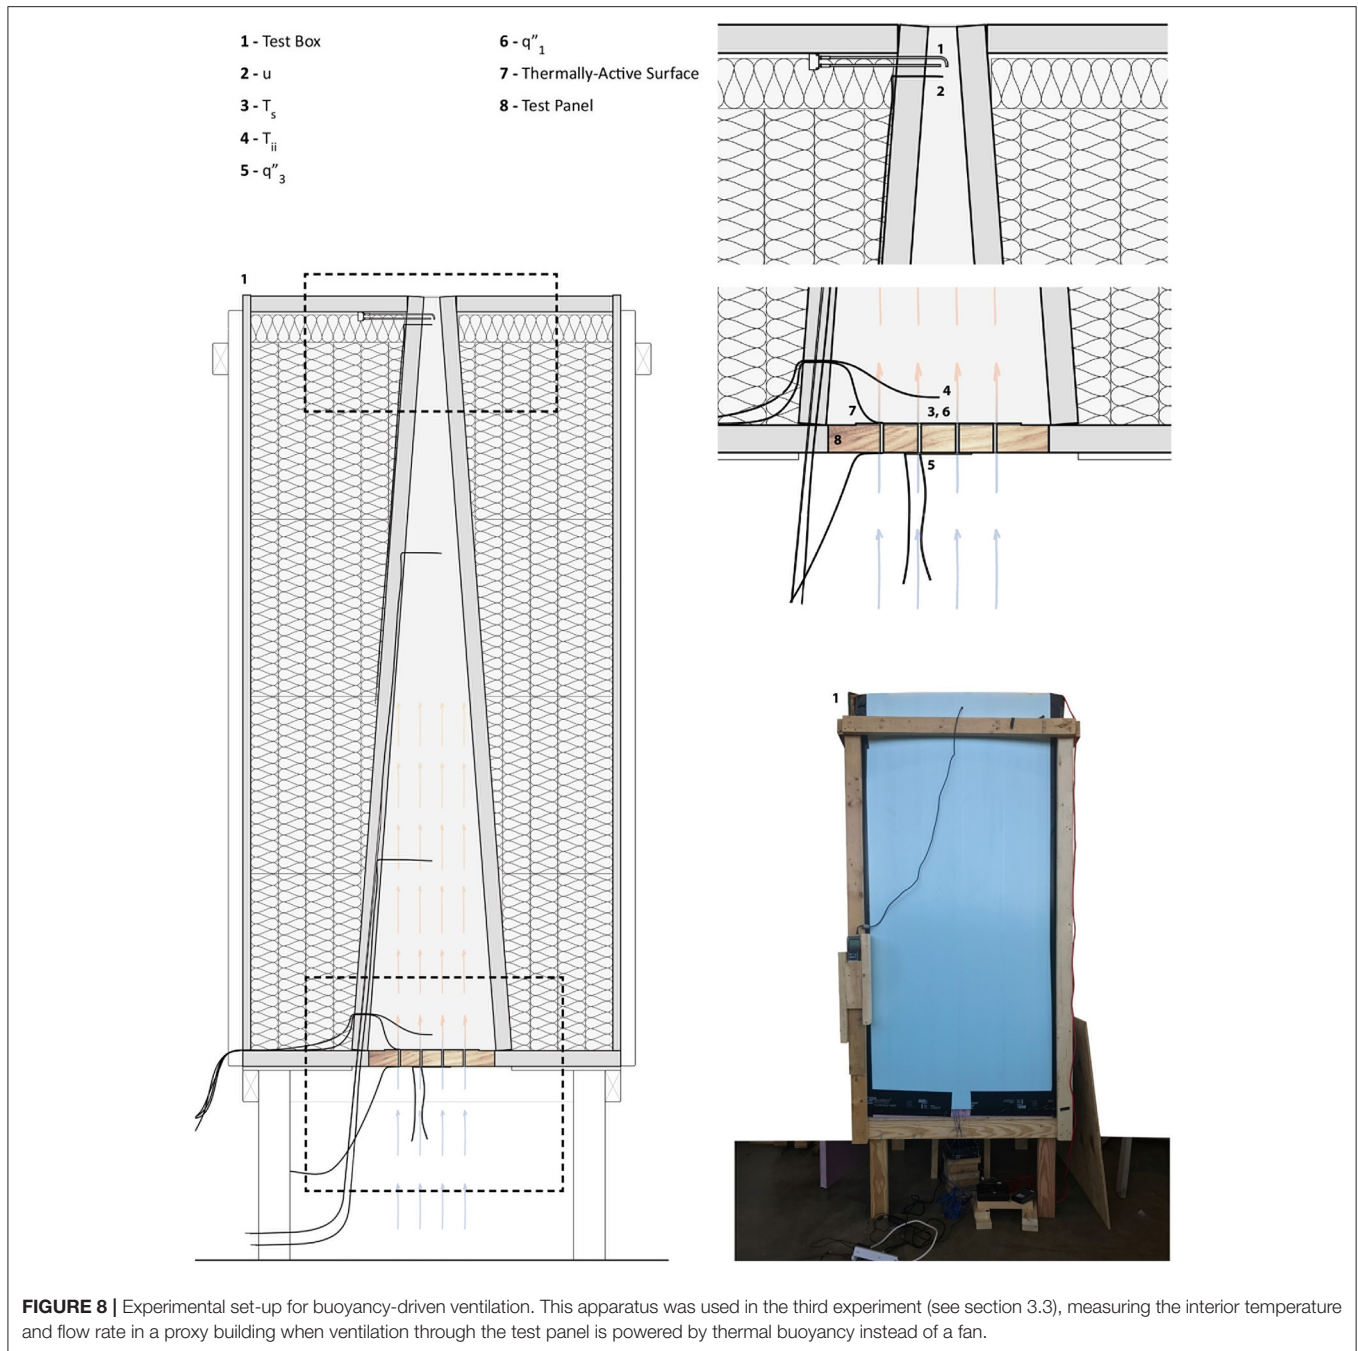 1 - Test Box
2 - u
3 - Ts
4 - Tii
5 - q"3
6 - q"1
7 - Thermally-Active Surface
8 - Test Panel
1
2
1
4
7
3, 6
8
5
1
FIGURE 8 | Experimental set-up for buoyancy-driven ventilation. This apparatus was used in the third experiment (see section 3.3), measuring the interior temperature
and flow rate in a proxy building when ventilation through the test panel is powered by thermal buoyancy instead of a fan.